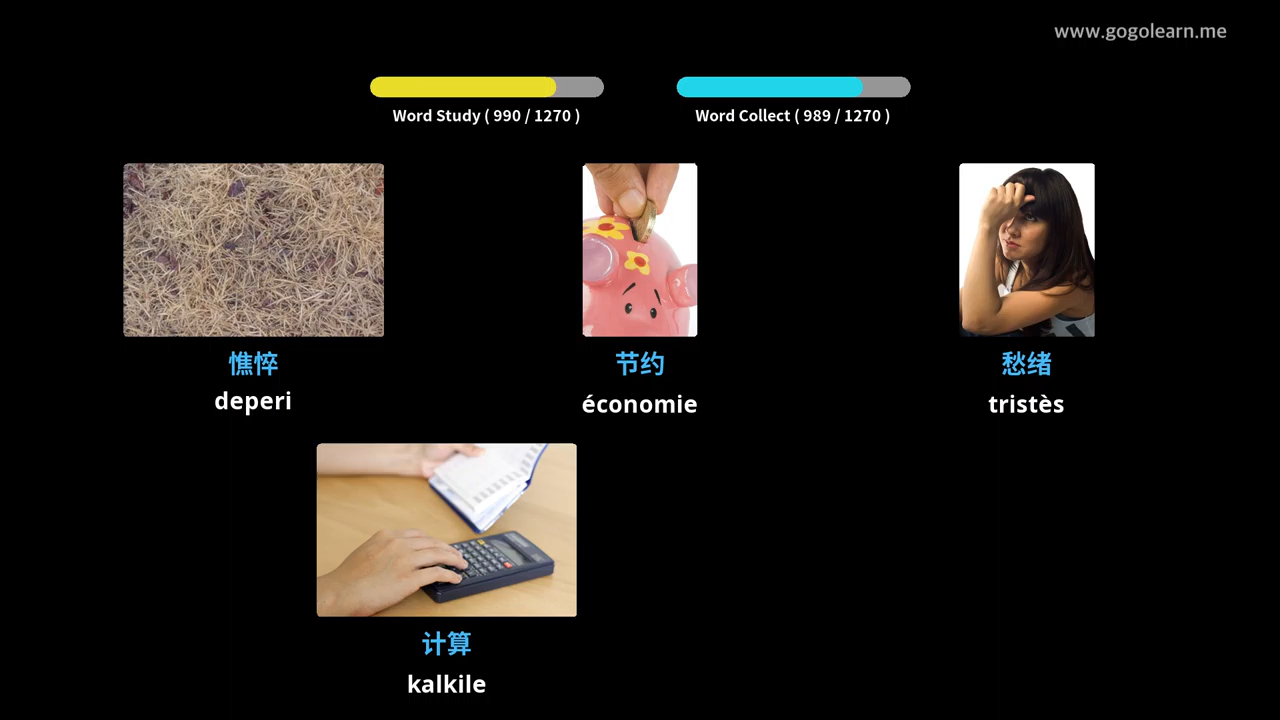 www.gogolearn.me
Word Study ( 990 / 1270 )
Word Collect ( 989 / 1270 )
憔悴
deperi
节约
économie
愁绪
tristès
计算
kalkile